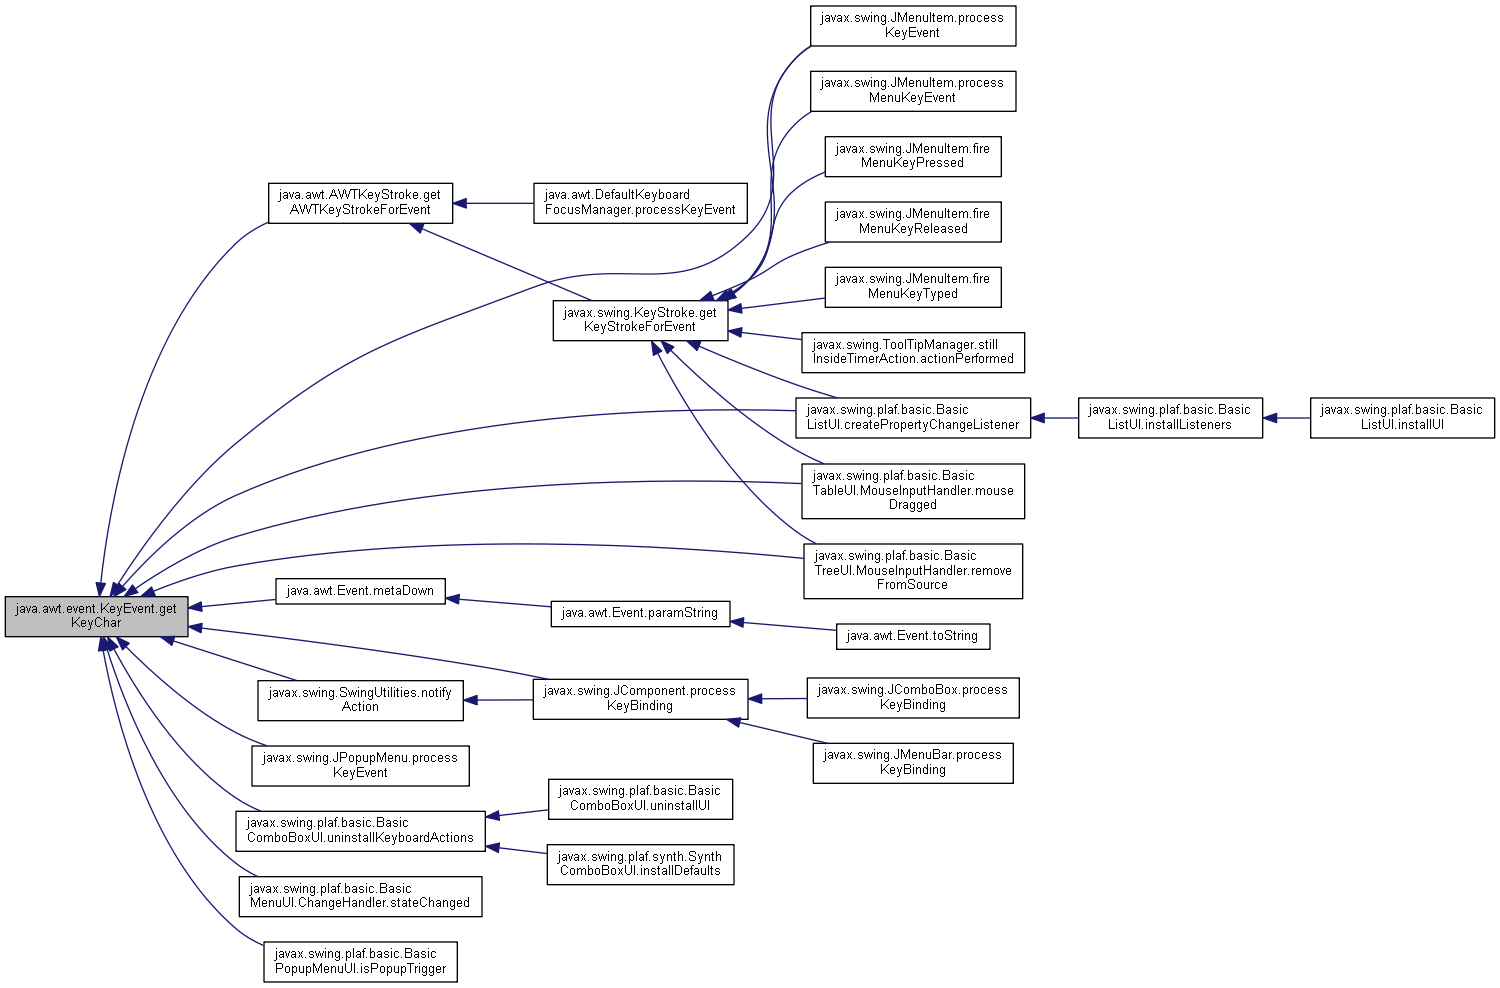 javax.swing.JMenuItem.process
KeyEvent
javax.swing.JMenuItem.process
MenuKeyEvent
javax.swing.JMenuItem.fire
MenuKeyPressed
java.awt.AWTKeyStroke.get
AWTKeyStrokeForEvent
java.awt.DefaultKeyboard
FocusManager.processKeyEvent
javax.swing.JMenuItem.fire
MenuKeyReleased
javax.swing.JMenuItem.fire
MenuKeyTyped
javax.swing.KeyStroke.get
KeyStrokeForEvent
javax.swing.ToolTipManager.still
InsideTimerAction.actionPerformed
javax.swing.plaf.basic.Basic
ListUI.createPropertyChangeListener
javax.swing.plaf.basic.Basic
ListUI.installListeners
javax.swing.plaf.basic.Basic
ListUI.installUI
javax.swing.plaf.basic.Basic
TableUI.MouseInputHandler.mouse
Dragged
javax.swing.plaf.basic.Basic
TreeUI.MouseInputHandler.remove
FromSource
java.awt.event.KeyEvent.get
KeyChar
java.awt.Event.metaDown
java.awt.Event.paramString
java.awt.Event.toString
javax.swing.SwingUtilities.notify
Action
javax.swing.JComponent.process
KeyBinding
javax.swing.JComboBox.process
KeyBinding
javax.swing.JMenuBar.process
KeyBinding
javax.swing.JPopupMenu.process
KeyEvent
javax.swing.plaf.basic.Basic
ComboBoxUI.uninstallKeyboardActions
javax.swing.plaf.basic.Basic
ComboBoxUI.uninstallUI
javax.swing.plaf.synth.Synth
ComboBoxUI.installDefaults
javax.swing.plaf.basic.Basic
MenuUI.ChangeHandler.stateChanged
javax.swing.plaf.basic.Basic
PopupMenuUI.isPopupTrigger